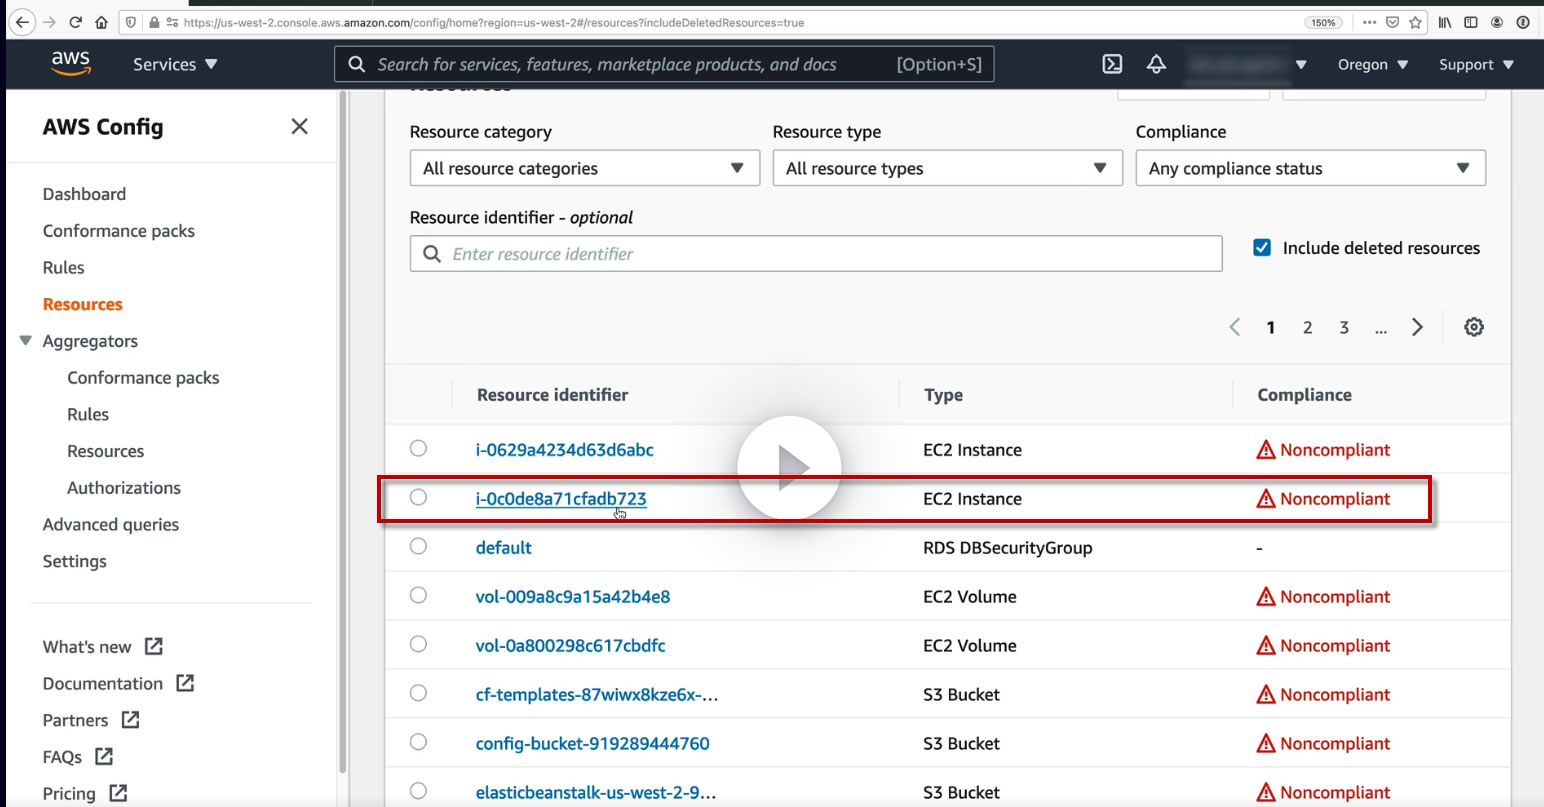 https://us-west-2.console.aws.amazon.com/config/home?region=us-west-2#/resources?includeDeletedResources=true
150%
aws
Services
Search for services, features, marketplace products, and docs [Option+S]
Oregon
Support
AWS Config
Dashboard
Conformance packs
Rules
Resources
Aggregators
Conformance packs
Rules
Resources
Authorizations
Advanced queries
Settings
What's new
Documentation
Partners
FAQs
Pricing
Resources
Resource category
All resource categories
Resource type
All resource types
Compliance
Any compliance status
Resource identifier - optional
Enter resource identifier
Include deleted resources
1 2 3 ...
Resource identifier Type Compliance
i-0629a4234d63d6abc EC2 Instance Noncompliant
i-0c0de8a71cfadb723 EC2 Instance Noncompliant
default RDS DBSecurityGroup -
vol-009a8c9a15a42b4e8 EC2 Volume Noncompliant
vol-0a800298c617cbdfc EC2 Volume Noncompliant
cf-templates-87wiwx8kze6x-... S3 Bucket Noncompliant
config-bucket-919289444760 S3 Bucket Noncompliant
elasticbeanstalk-us-west-2-9... S3 Bucket Noncompliant